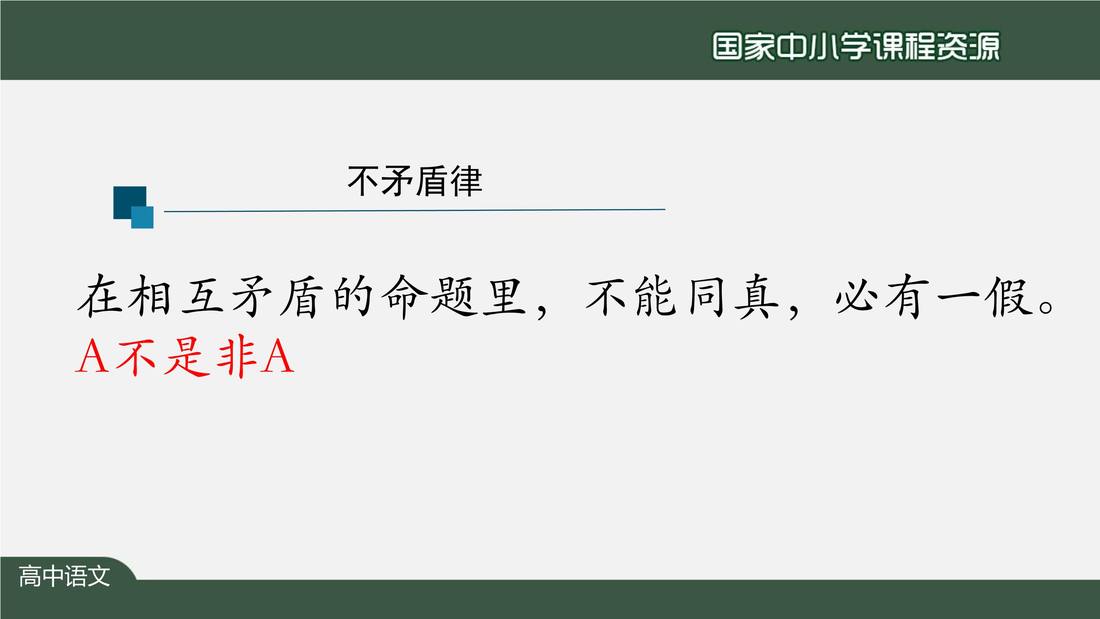 国家中小学课程资源
不矛盾律
在相互矛盾的命题里，不能同真，必有一假。
A不是非A
高中语文